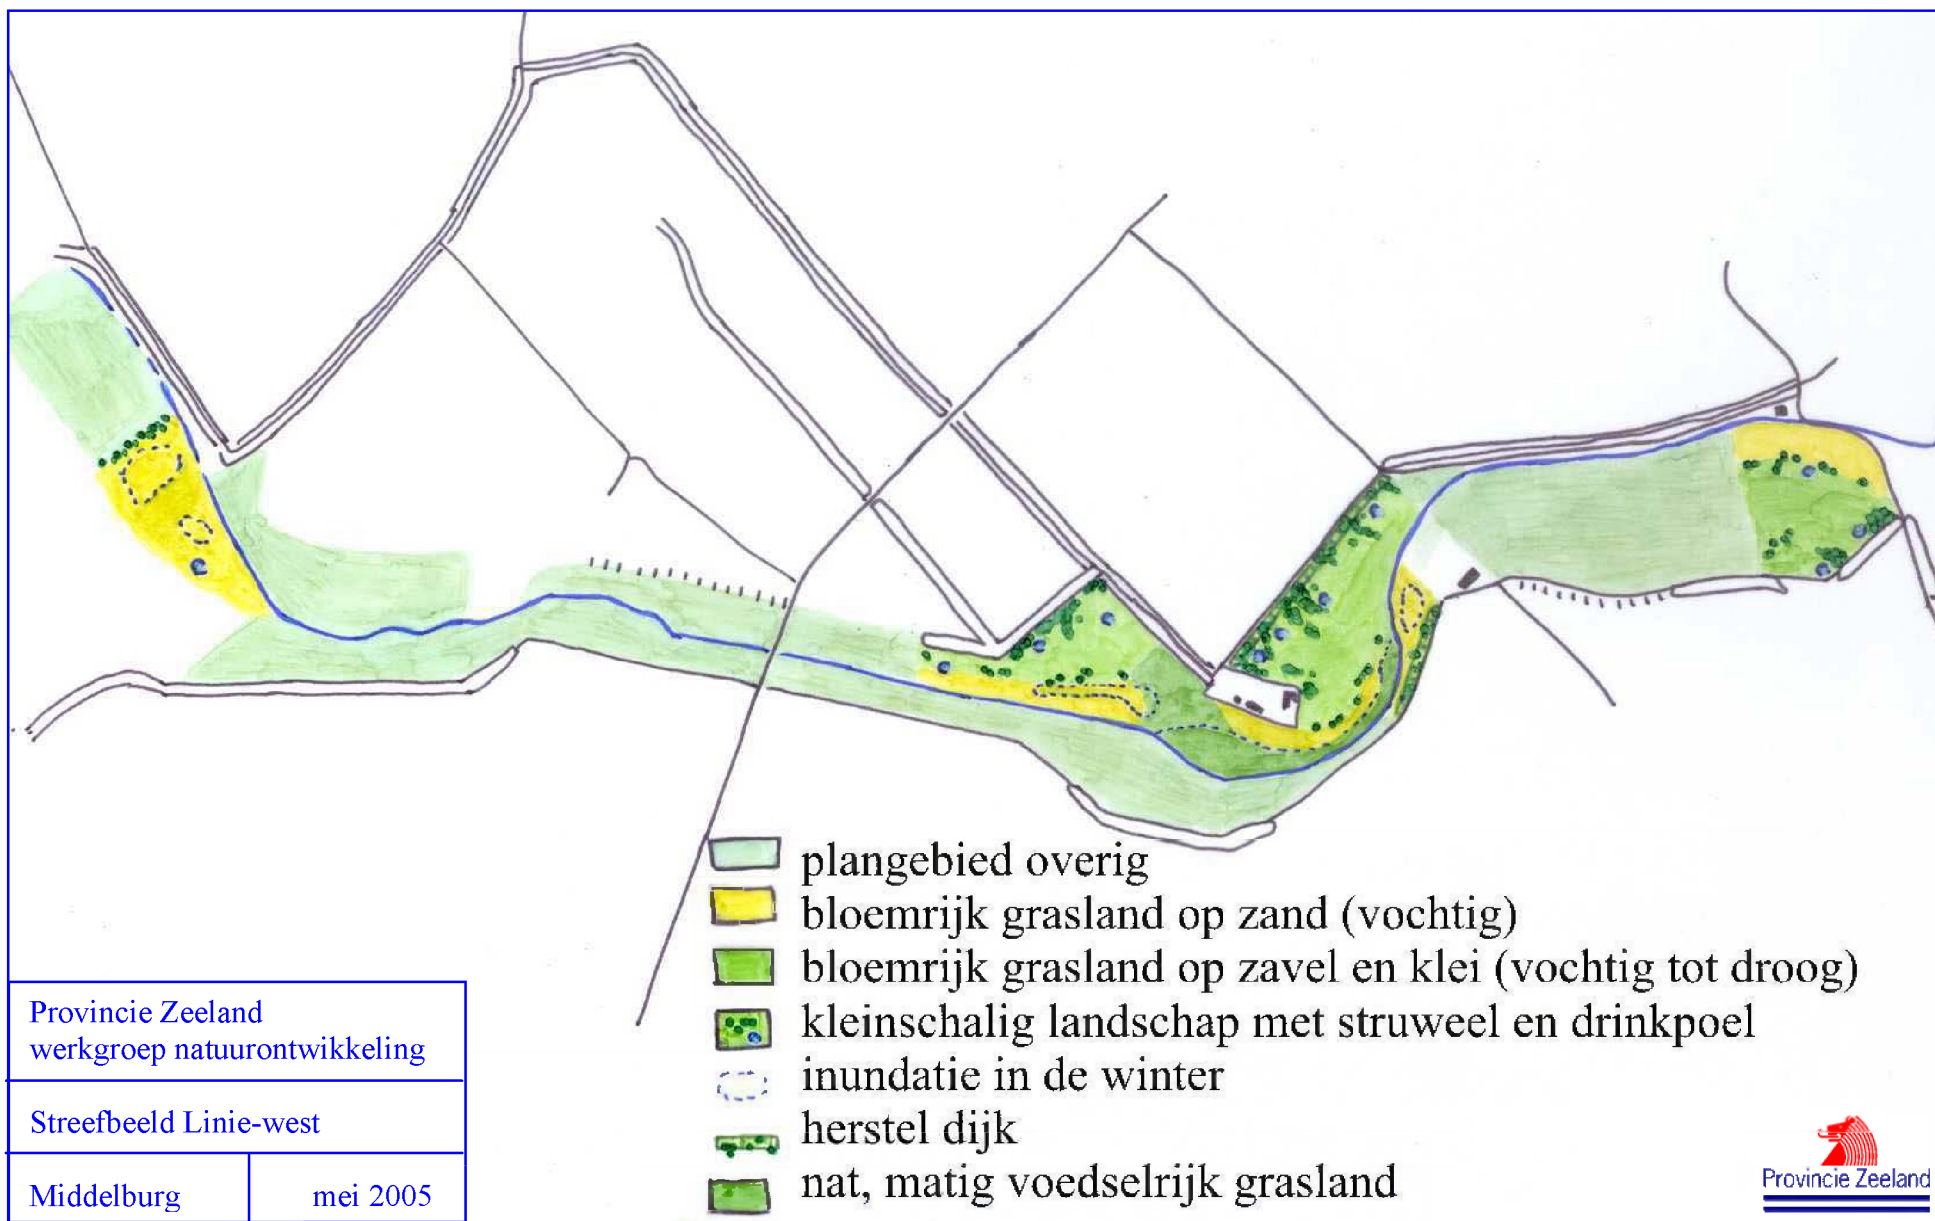 plangebied overig
bloemrijk grasland op zand (vochtig)
bloemrijk grasland op zavel en klei (vochtig tot droog)
kleinschalig landschap met struweel en drinkpoel
inundatie in de winter
herstel dijk
nat, matig voedselrijk grasland
Provincie Zeeland
werkgroep natuurontwikkeling
Streefbeeld Linie-west
Middelburg
mei 2005
Provincie Zeeland